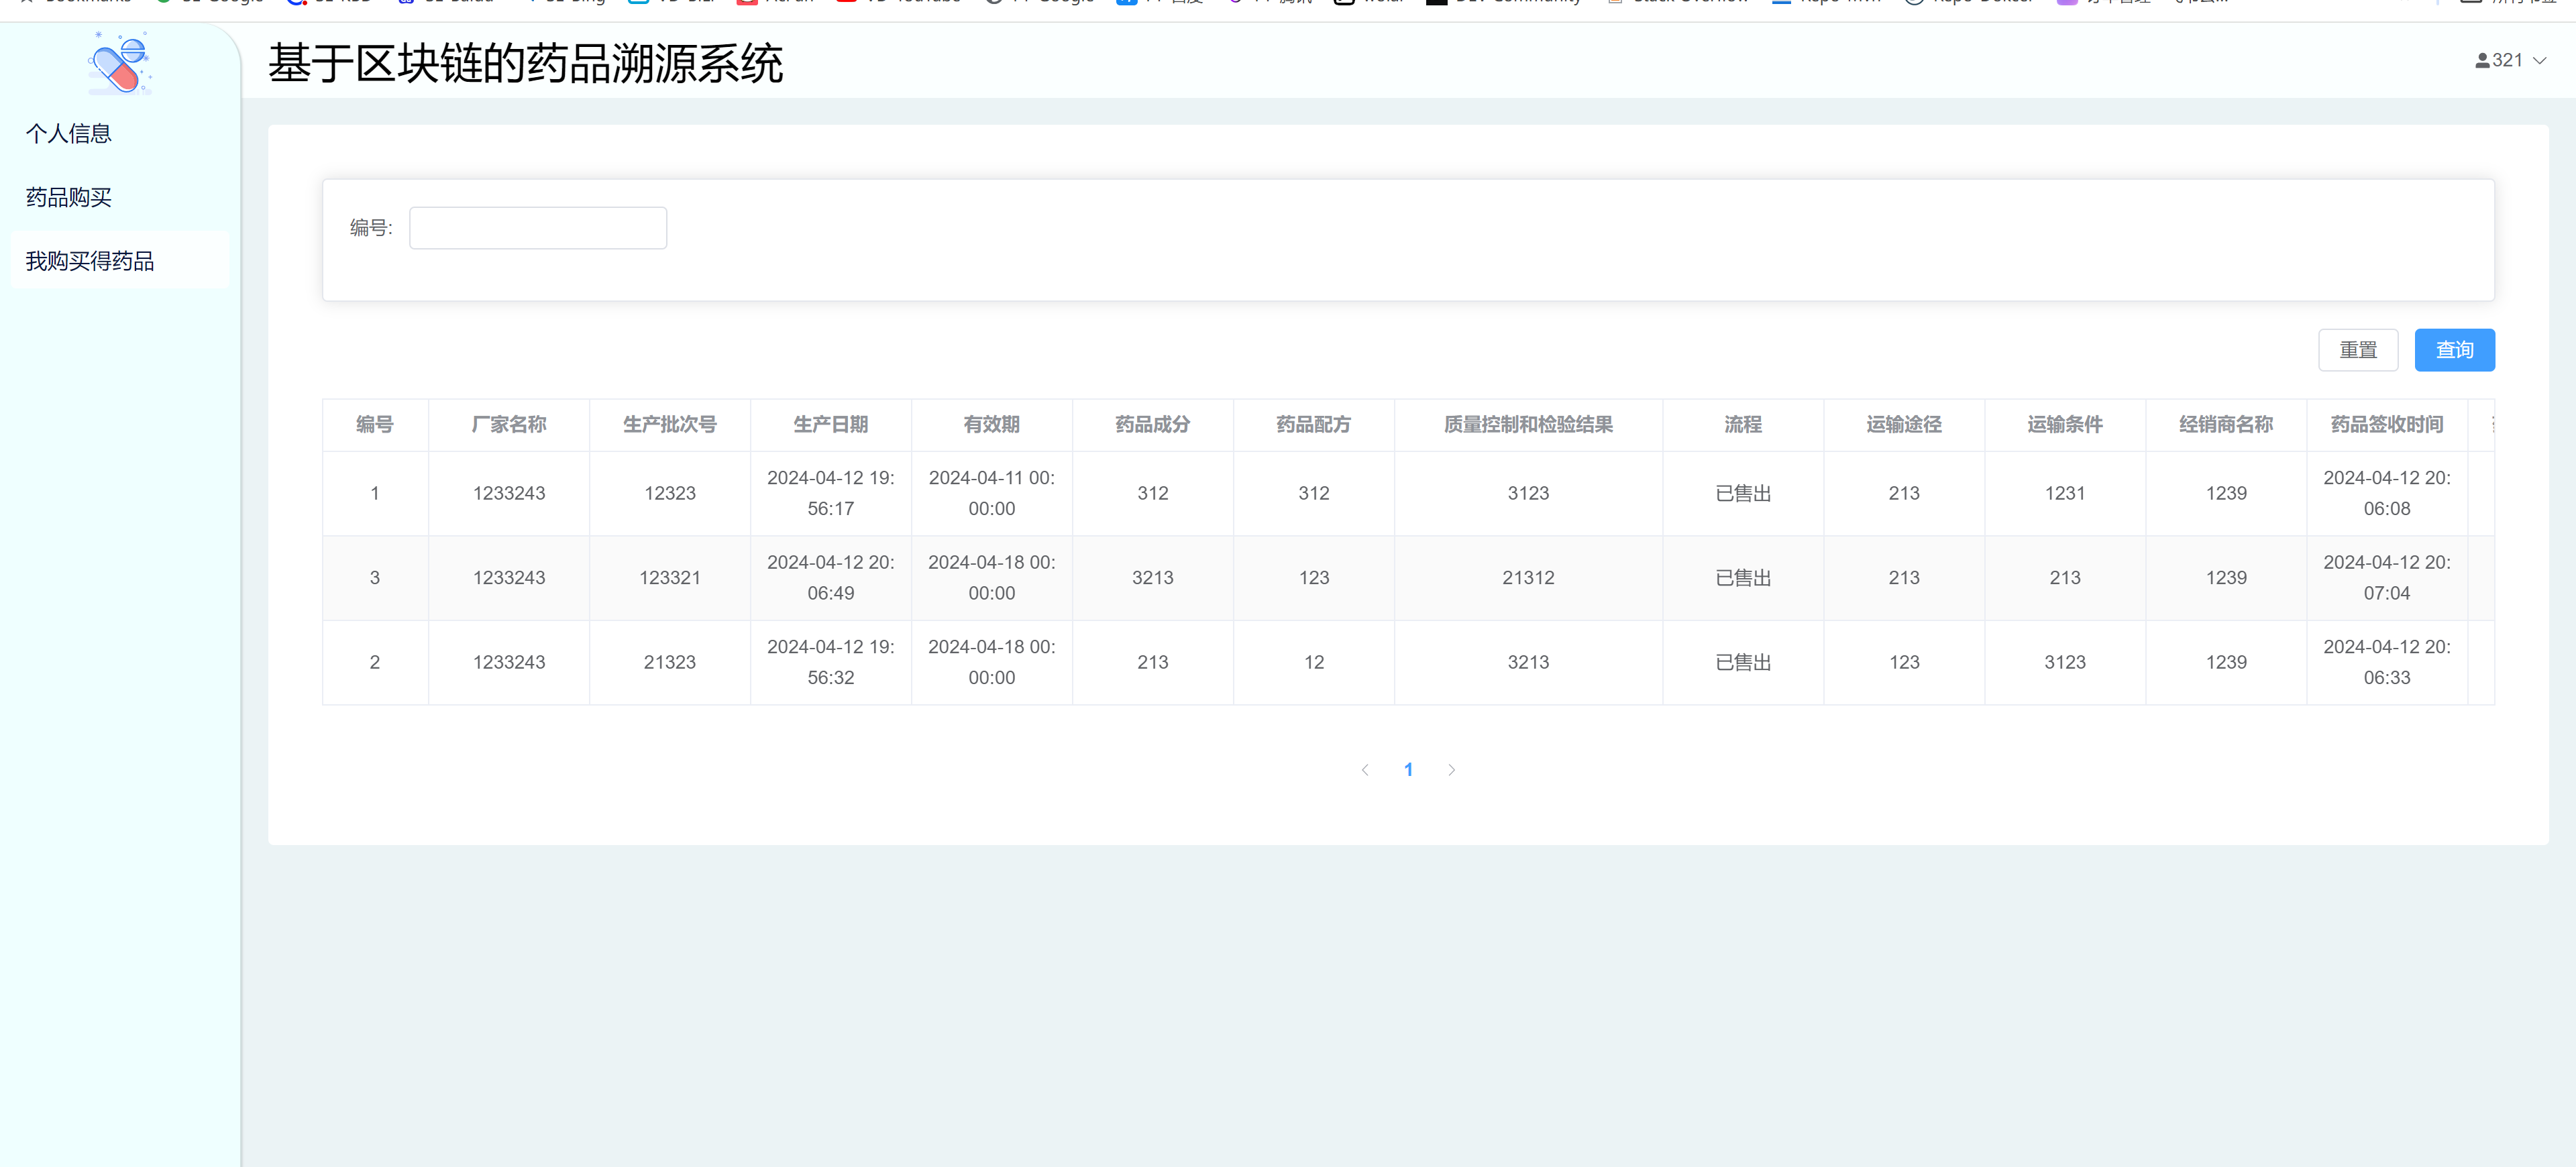 基于区块链的药品溯源系统
321
个人信息
药品购买
我购买得药品
编号:
重置 查询
编号 厂家名称 生产批次号 生产日期 有效期 药品成分 药品配方 质量控制和检验结果 流程 运输途径 运输条件 经销商名称 药品签收时间
1 1233243 12323 2024-04-12 19:56:17 2024-04-11 00:00:00 312 312 3123 已售出 213 1231 1239 2024-04-12 20:06:08
3 1233243 123321 2024-04-12 20:06:49 2024-04-18 00:00:00 3213 123 21312 已售出 213 213 1239 2024-04-12 20:07:04
2 1233243 21323 2024-04-12 19:56:32 2024-04-18 00:00:00 213 12 3213 已售出 123 3123 1239 2024-04-12 20:06:33
1